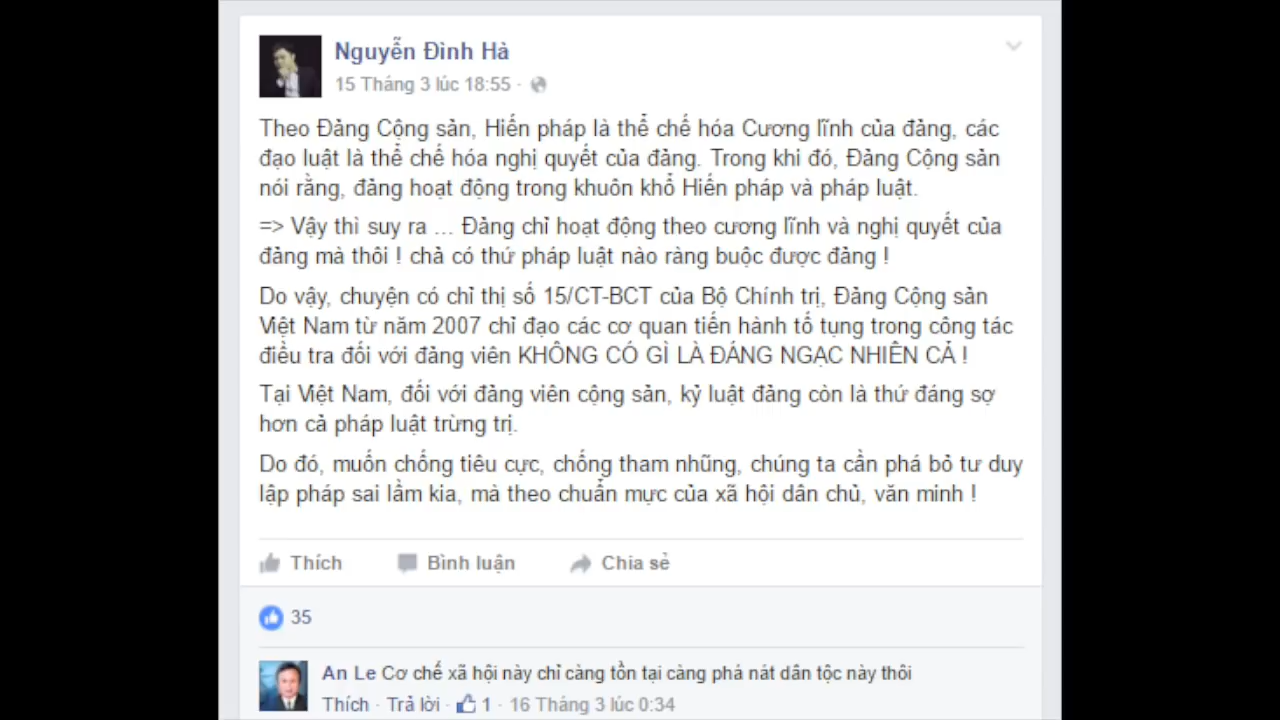 Nguyễn Đình Hà
15 Tháng 3 lúc 18:55 ·
Theo Đảng Cộng sản, Hiến pháp là thể chế hóa Cương lĩnh của đảng, các
đạo luật là thể chế hóa nghị quyết của đảng. Trong khi đó, Đảng Cộng sản
nói rằng, đảng hoạt động trong khuôn khổ Hiến pháp và pháp luật.
=> Vậy thì suy ra ... Đảng chỉ hoạt động theo cương lĩnh và nghị quyết của
đảng mà thôi ! chả có thứ pháp luật nào ràng buộc được đảng !
Do vậy, chuyện có chỉ thị số 15/CT-BCT của Bộ Chính trị, Đảng Cộng sản
Việt Nam từ năm 2007 chỉ đạo các cơ quan tiến hành tố tụng trong công tác
điều tra đối với đảng viên KHÔNG CÓ GÌ LÀ ĐÁNG NGẠC NHIÊN CẢ !
Tại Việt Nam, đối với đảng viên cộng sản, kỷ luật đảng còn là thứ đáng sợ
hơn cả pháp luật trừng trị.
Do đó, muốn chống tiêu cực, chống tham nhũng, chúng ta cần phá bỏ tư duy
lập pháp sai lầm kia, mà theo chuẩn mực của xã hội dân chủ, văn minh !
Thích Bình luận Chia sẻ
35
An Le Cơ chế xã hội này chỉ càng tồn tại càng phá nát dân tộc này thôi
Thích · Trả lời · 1 · 16 Tháng 3 lúc 0:34